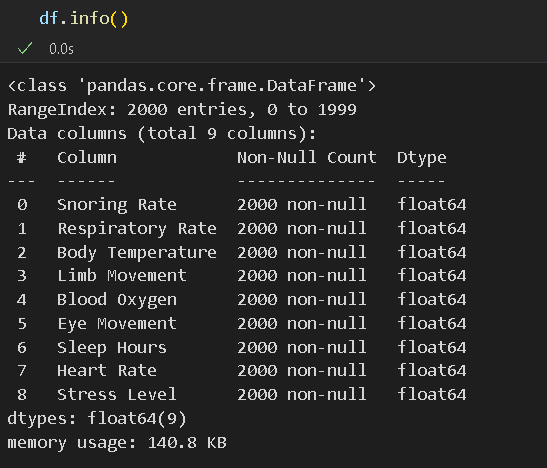 df.info()
0.0s
<class 'pandas.core.frame.DataFrame'>
RangeIndex: 2000 entries, 0 to 1999
Data columns (total 9 columns):
 #   Column            Non-Null Count  Dtype
---  ------            --------------  -----
 0   Snoring Rate      2000 non-null   float64
 1   Respiratory Rate  2000 non-null   float64
 2   Body Temperature  2000 non-null   float64
 3   Limb Movement     2000 non-null   float64
 4   Blood Oxygen      2000 non-null   float64
 5   Eye Movement      2000 non-null   float64
 6   Sleep Hours       2000 non-null   float64
 7   Heart Rate        2000 non-null   float64
 8   Stress Level      2000 non-null   float64
dtypes: float64(9)
memory usage: 140.8 KB